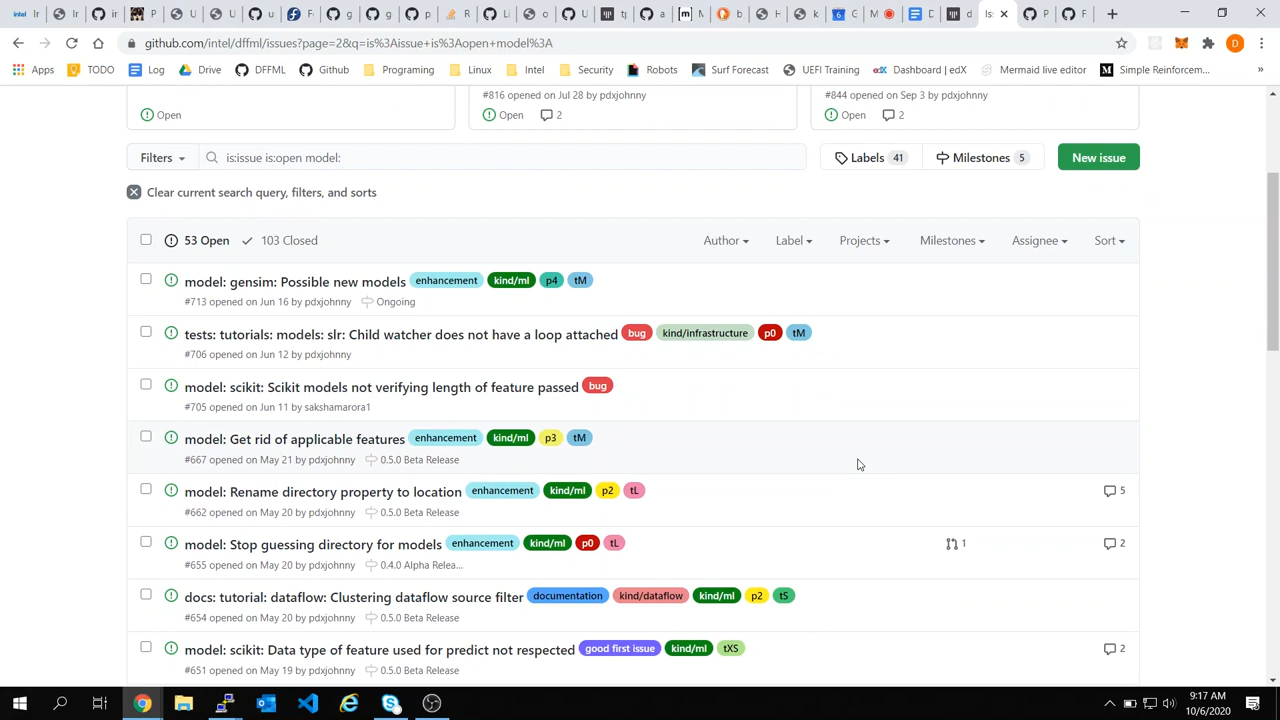 Ir
Ir
P
U
U
u
Fe
g
g
p
R
Li
o
U
tp
a
M
b
H
k
G
M
D
d
Is
P
F
github.com/intel/dffml/issues?page=2&q=is%3Aissue+is%3Aopen+model%3A
Apps TODO Log Drive DFFML Github Programing Linux Intel Security Robots Surf Forecast UEFI Training Dashboard | edX Mermaid live editor Simple Reinforcem... »
#816 opened on Jul 28 by pdxjohnny
#844 opened on Sep 3 by pdxjohnny
Open
Open 2
Open 2
Filters
is:issue is:open model:
Labels 41
Milestones 5
New issue
Clear current search query, filters, and sorts
53 Open 103 Closed
Author Label Projects Milestones Assignee Sort
model: gensim: Possible new models enhancement kind/ml p4 tM
#713 opened on Jun 16 by pdxjohnny Ongoing
tests: tutorials: models: slr: Child watcher does not have a loop attached bug kind/infrastructure p0 tM
#706 opened on Jun 12 by pdxjohnny
model: scikit: Scikit models not verifying length of feature passed bug
#705 opened on Jun 11 by sakshamarora1
model: Get rid of applicable features enhancement kind/ml p3 tM
#667 opened on May 21 by pdxjohnny 0.5.0 Beta Release
model: Rename directory property to location enhancement kind/ml p2 tL 5
#662 opened on May 20 by pdxjohnny 0.5.0 Beta Release
model: Stop guessing directory for models enhancement kind/ml p0 tL 1 2
#655 opened on May 20 by pdxjohnny 0.4.0 Alpha Relea...
docs: tutorial: dataflow: Clustering dataflow source filter documentation kind/dataflow kind/ml p2 tS
#654 opened on May 20 by pdxjohnny 0.5.0 Beta Release
model: scikit: Data type of feature used for predict not respected good first issue kind/ml tXS 2
#651 opened on May 19 by pdxjohnny 0.5.0 Beta Release
9:17 AM
10/6/2020